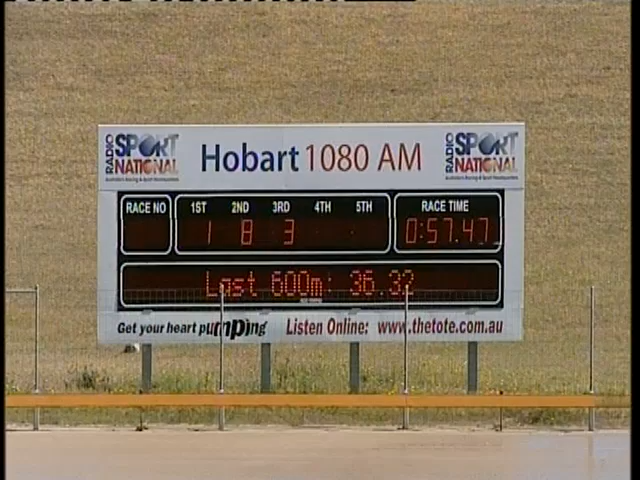 RADIO SPORT NATIONAL
Hobart 1080 AM
RADIO SPORT NATIONAL
RACE NO 1ST 2ND 3RD 4TH 5TH RACE TIME
1 8 3 0:57.47
Last 600m: 36.32
Get your heart pumping Listen Online: www.thetote.com.au